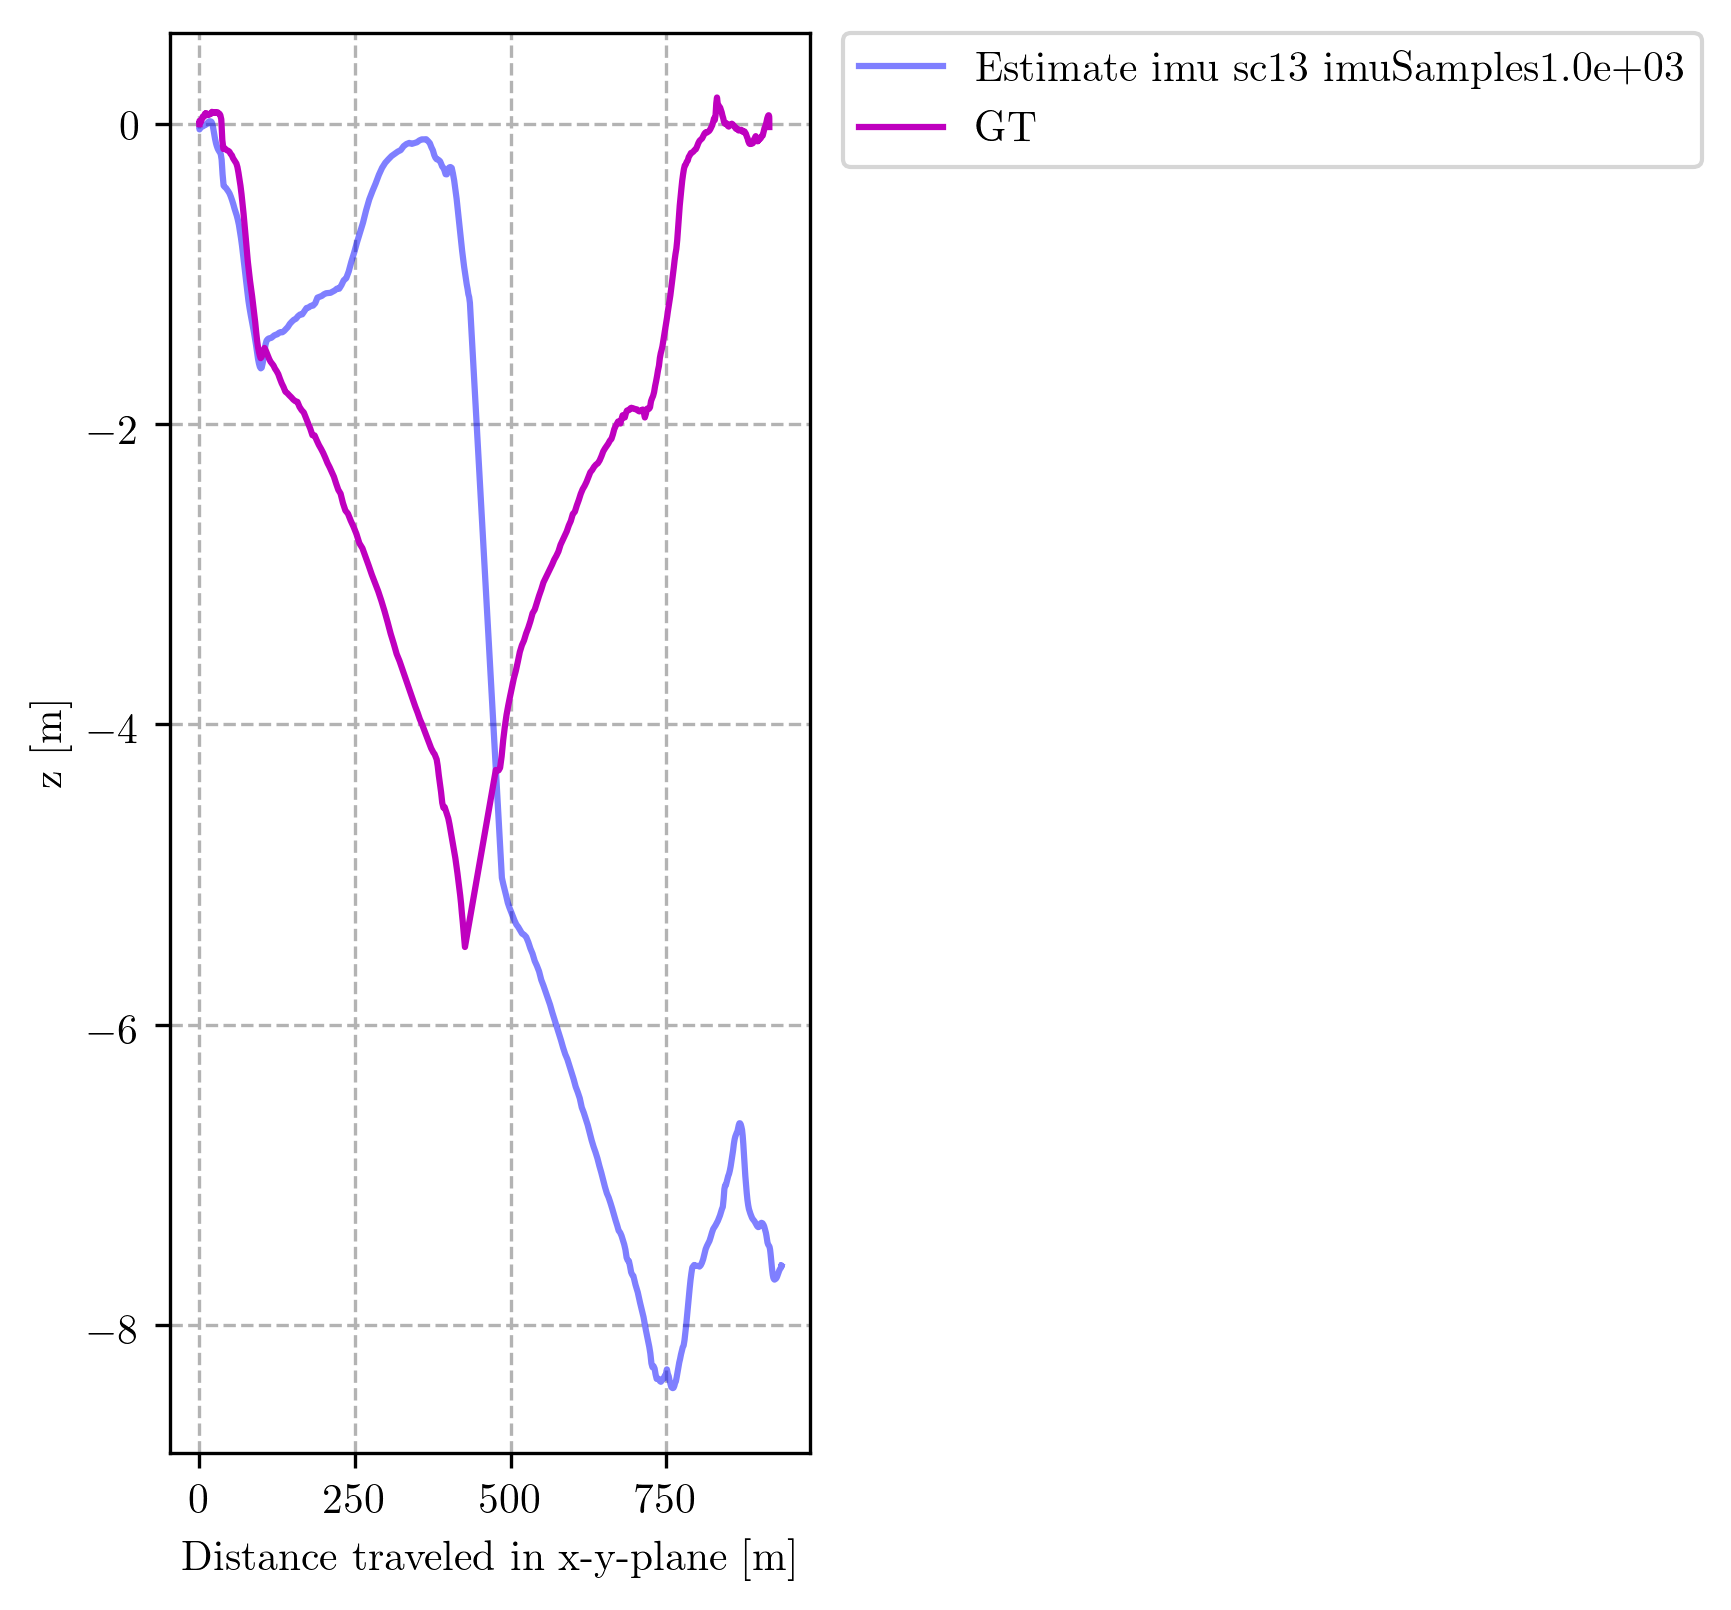 Estimate imu sc13 imuSamples1.0e+03
GT
0
−2
−4
−6
−8
z [m]
0 250 500 750
Distance traveled in x-y-plane [m]